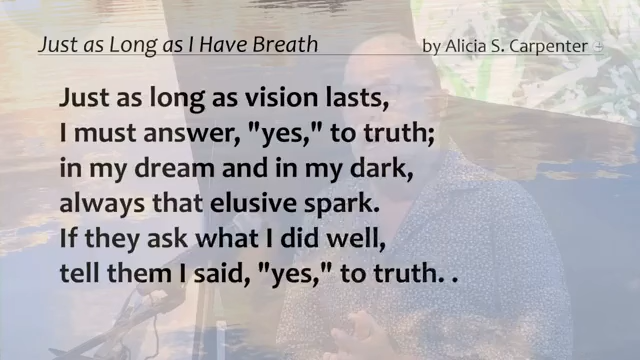 Just as Long as I Have Breath
by Alicia S. Carpenter
Just as long as vision lasts,
I must answer, "yes," to truth;
in my dream and in my dark,
always that elusive spark.
If they ask what I did well,
tell them I said, "yes," to truth. .